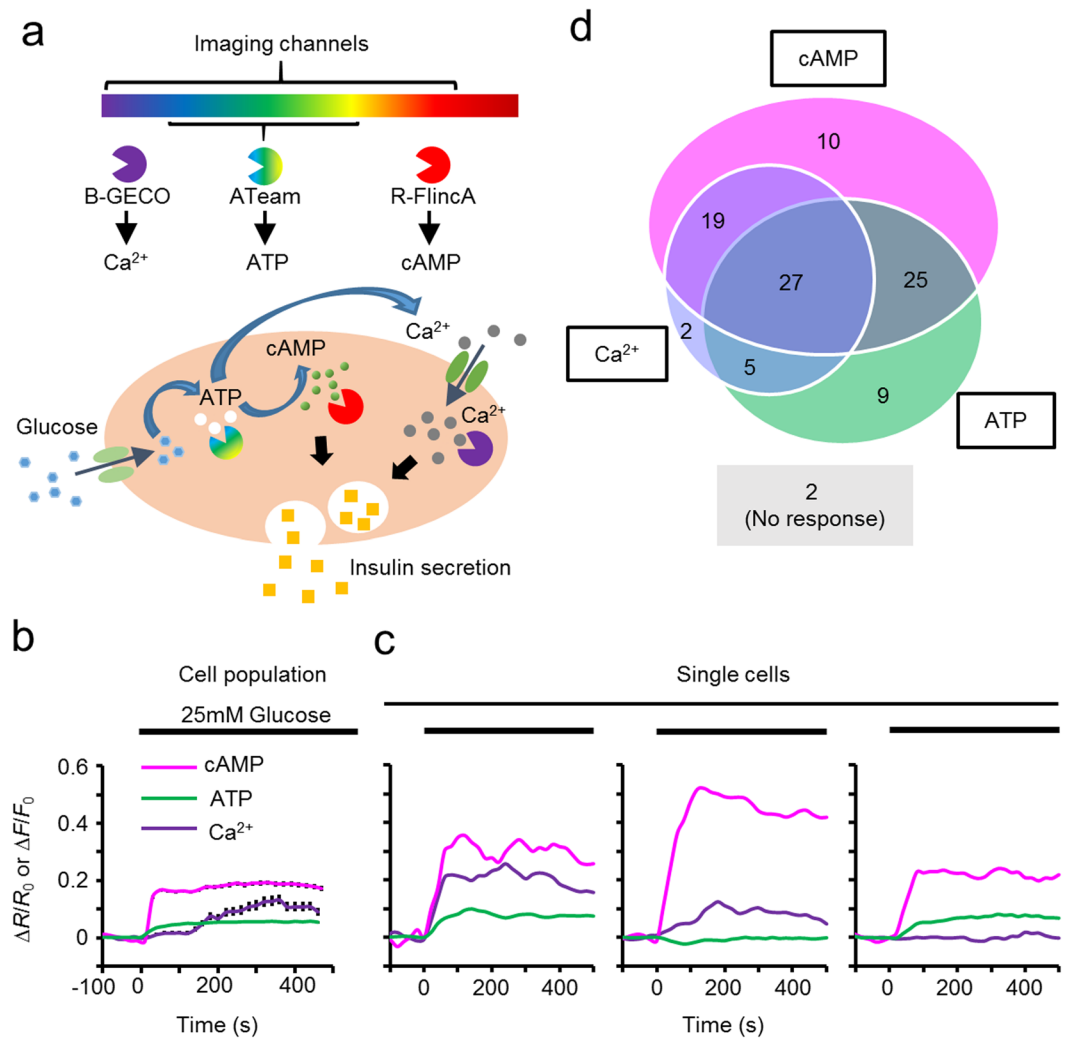 a
Imaging channels
B-GECO ATeam R-FlincA
Ca²⁺ ATP cAMP
Ca²⁺
cAMP
ATP
Ca²⁺
Glucose
Insulin secretion
d
cAMP
10
19
27 25
2
Ca²⁺
5
9
ATP
2
(No response)
b
Cell population
25mM Glucose
cAMP
ATP
Ca²⁺
ΔR/R₀ or ΔF/F₀
0.6
0.4
0.2
0
-100 0 200 400
Time (s)
c
Single cells
0 200 400
0 200 400
0 200 400
Time (s)